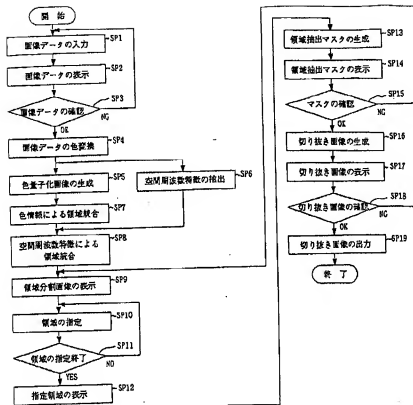 開 始
SP1
画像データの入力
SP2
画像データの表示
SP3
画像データの確認
NG
OK
SP4
画像データの色変換
SP5
色量子化画像の生成
SP6
空間周波数特徴の抽出
SP7
色情報による領域統合
SP8
空間周波数特徴による
領域統合
SP9
領域分割画像の表示
SP10
領域の指定
SP11
領域の指定終了
NO
YES
SP12
指定領域の表示
SP13
領域抽出マスクの生成
SP14
領域抽出マスクの表示
SP15
マスクの確認
NG
OK
SP16
切り抜き画像の生成
SP17
切り抜き画像の表示
SP18
切り抜き画像の確認
NG
OK
SP19
切り抜き画像の出力
終 了